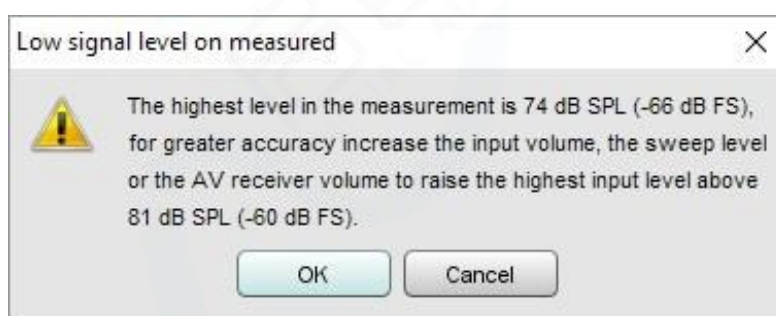 Low signal level on measured
The highest level in the measurement is 74 dB SPL (-66 dB FS),
for greater accuracy increase the input volume, the sweep level
or the AV receiver volume to raise the highest input level above
81 dB SPL (-60 dB FS).
OK Cancel